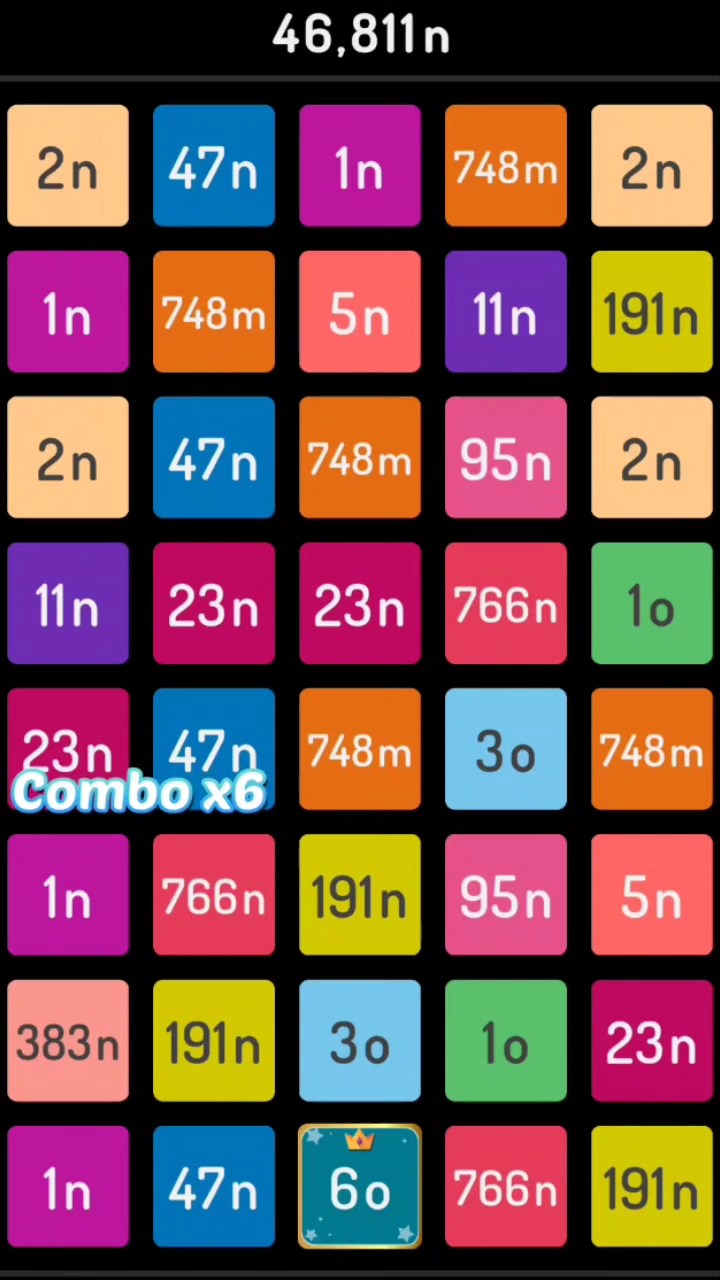 46,811n
2n 47n 1n 748m 2n
1n 748m 5n 11n 191n
2n 47n 748m 95n 2n
11n 23n 23n 766n 1o
23n 47n 748m 3o 748m
Combo x6
1n 766n 191n 95n 5n
383n 191n 3o 1o 23n
1n 47n 6o 766n 191n